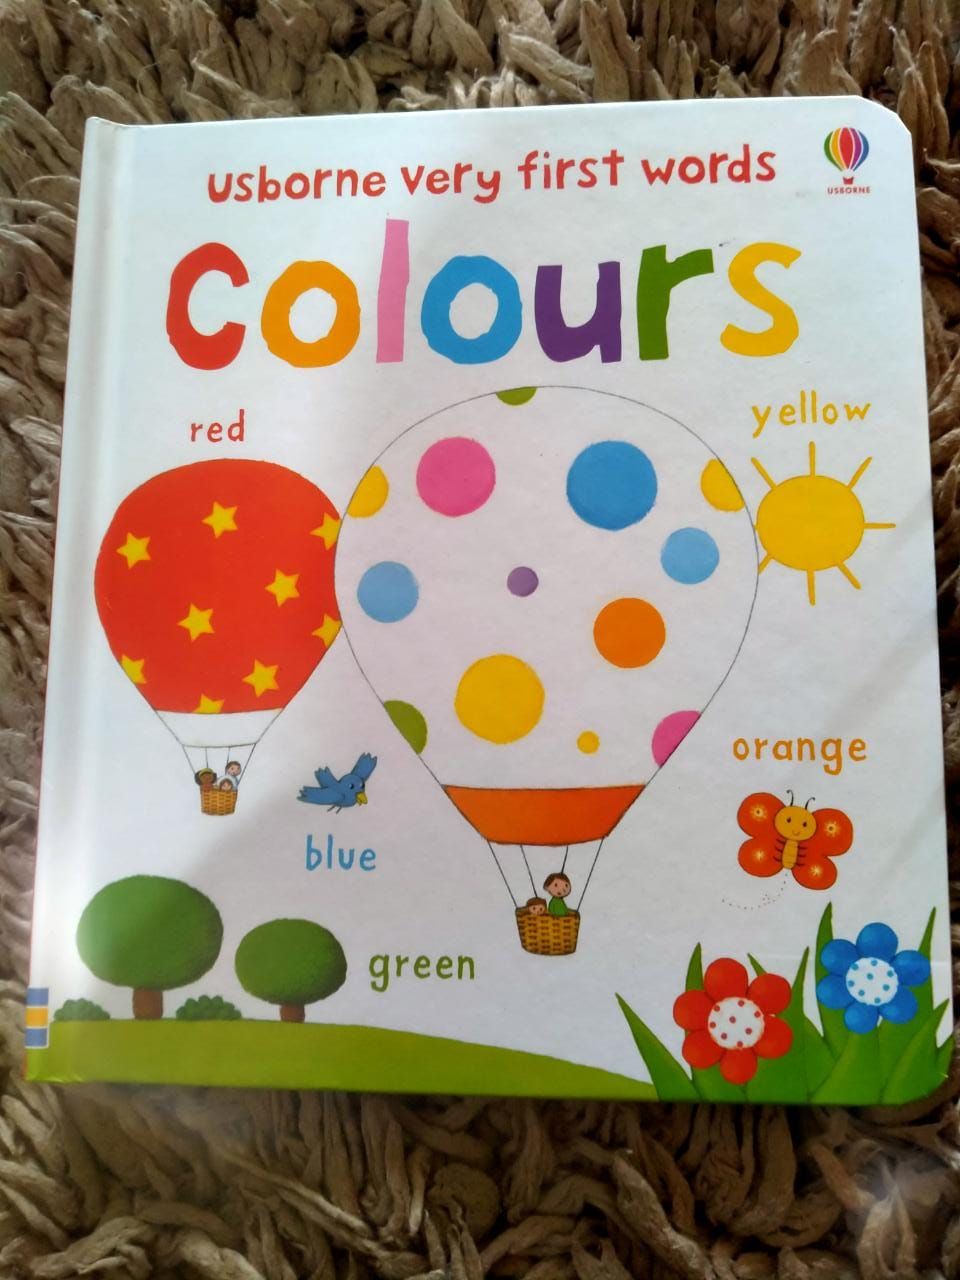 usborne very first words
USBORNE
colours
red
yellow
orange
blue
green